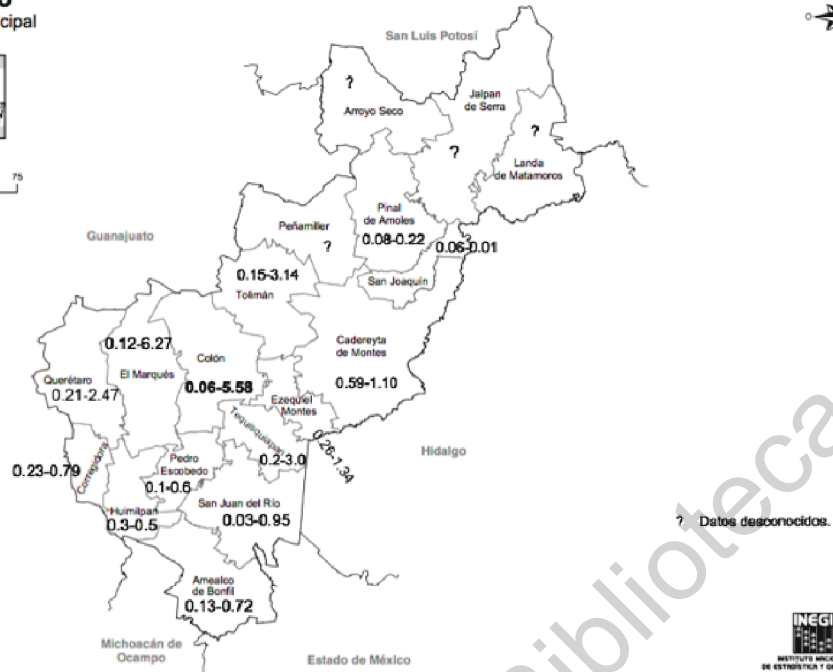 cipal
San Luis Potosí
?
Arroyo Seco
Jalpan
de Serra
?
?
Landa
de Matamoros
75
Pinal
de Amoles
0.08-0.22
Peñamiller
?
Guanajuato
0.06-0.01
0.15-3.14
Tolimán
San Joaquín
Cadereyta
de Montes
0.59-1.10
0.12-6.27
El Marqués
Colón
0.06-5.58
Querétaro
0.21-2.47
Ezequiel
Montes
Tequisquiapan
0.2-3.0
0.26-1.34
Hidalgo
Corregidora
0.23-0.79
Pedro
Escobedo
0.1-0.6
San Juan del Río
0.03-0.95
Huimilpan
0.3-0.5
? Datos desconocidos.
Amealco
de Bonfil
0.13-0.72
Michoacán de
Ocampo
Estado de México
Biblioteca
INEGI